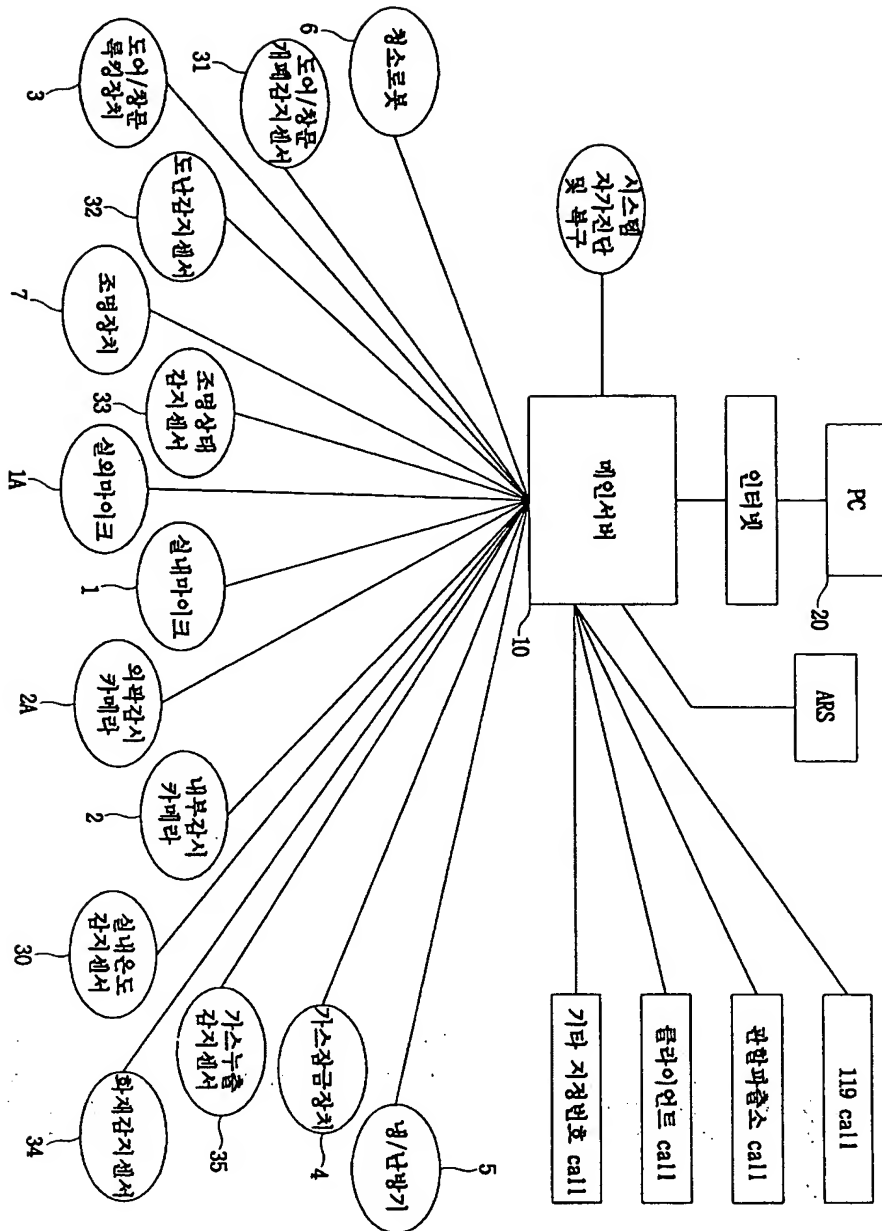 PC
20
인터넷
메인서버
10
ARS
119 call
관할파출소 call
클라이언트 call
기타 지정번호 call
시스템
자가진단
및 복구
청소로봇
6
도어/창문
개폐감지센서
31
도어/창문
록킹장치
3
도난감지센서
32
조명장치
7
조명상태
감지센서
33
실외마이크
1A
실내마이크
1
외곽감시
카메라
2A
내부감시
카메라
2
실내온도
감지센서
30
화재감지센서
34
가스누출
감지센서
35
가스잠금장치
4
냉/난방기
5